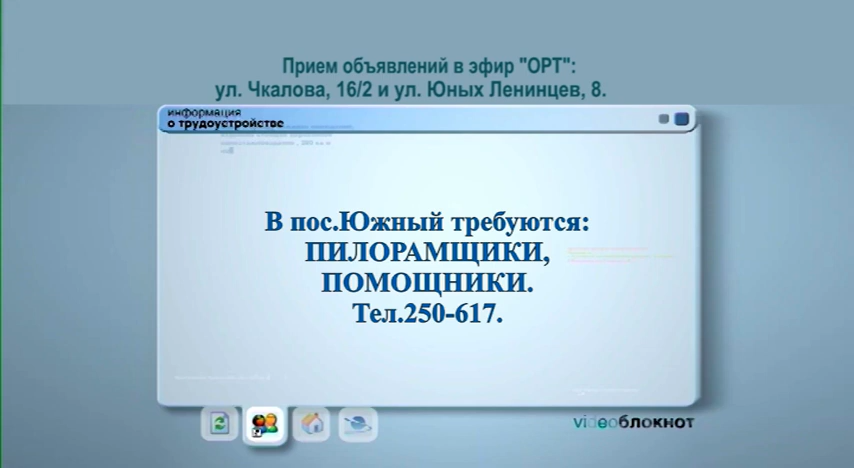 Прием объявлений в эфир "ОРТ":
ул. Чкалова, 16/2 и ул. Юных Ленинцев, 8.
информация
о трудоустройстве
В пос.Южный требуются:
ПИЛОРАМЩИКИ,
ПОМОЩНИКИ.
Тел.250-617.
videoблокнот